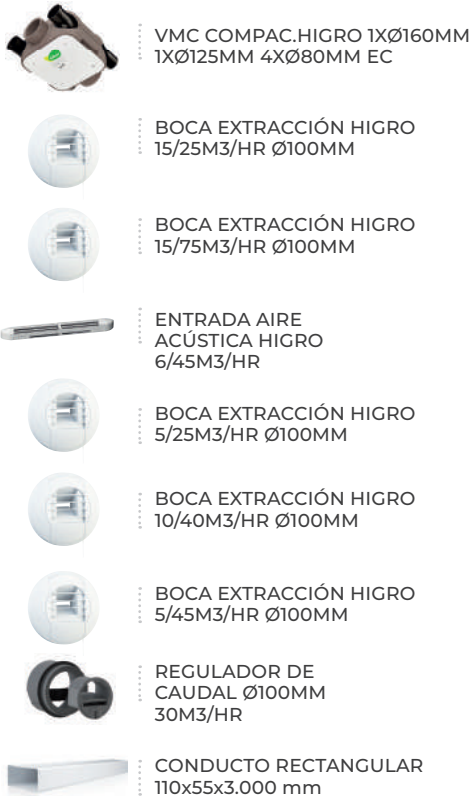 VMC COMPAC.HIGRO 1XØ160MM
1XØ125MM 4XØ80MM EC
BOCA EXTRACCIÓN HIGRO
15/25M3/HR Ø100MM
BOCA EXTRACCIÓN HIGRO
15/75M3/HR Ø100MM
ENTRADA AIRE
ACÚSTICA HIGRO
6/45M3/HR
BOCA EXTRACCIÓN HIGRO
5/25M3/HR Ø100MM
BOCA EXTRACCIÓN HIGRO
10/40M3/HR Ø100MM
BOCA EXTRACCIÓN HIGRO
5/45M3/HR Ø100MM
REGULADOR DE
CAUDAL Ø100MM
30M3/HR
CONDUCTO RECTANGULAR
110x55x3.000 mm